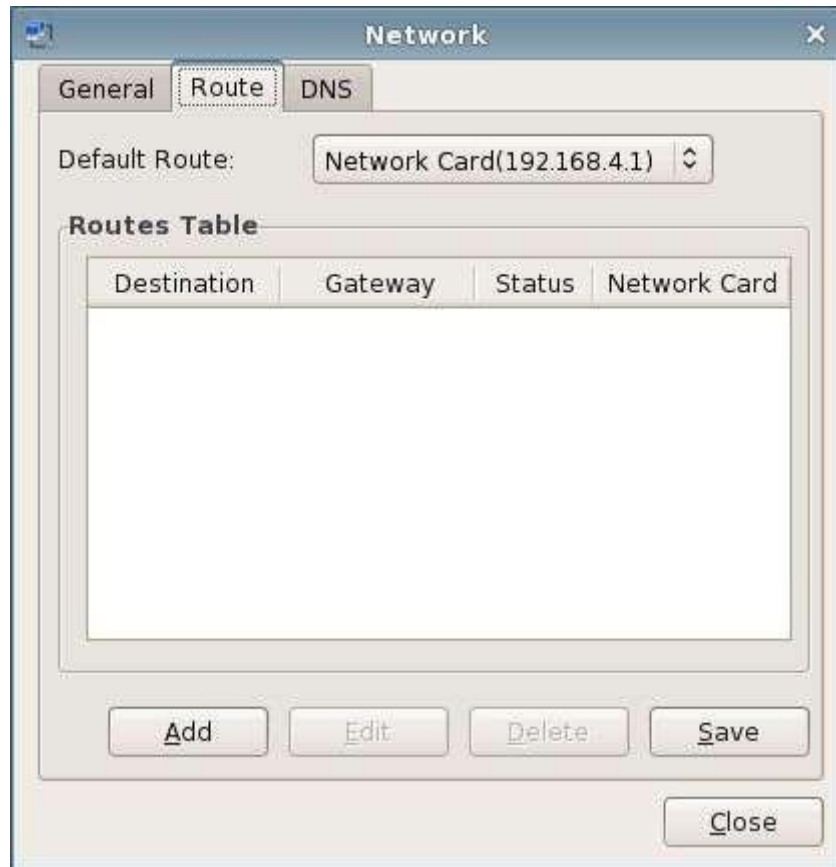 Network
General Route DNS
Default Route: Network Card(192.168.4.1)
Routes Table
Destination Gateway Status Network Card
Add Edit Delete Save
Close